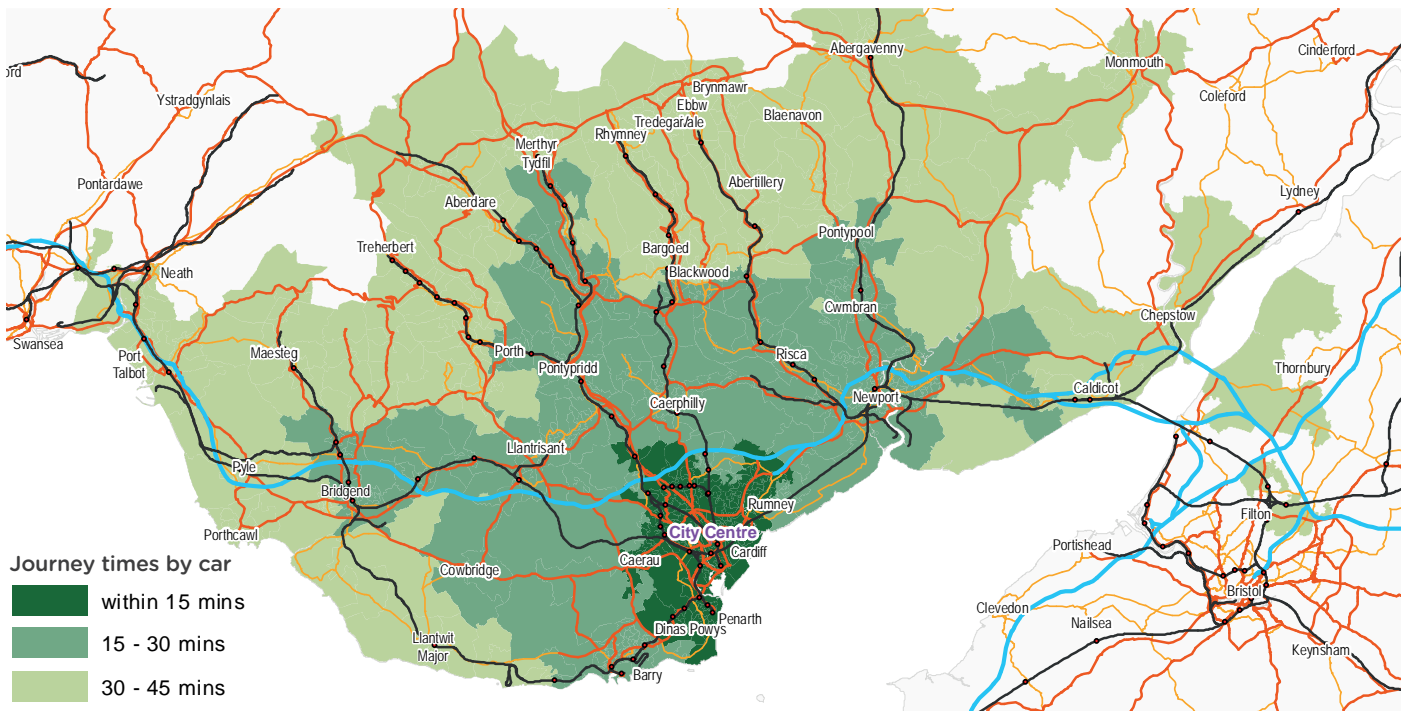 Abergavenny
Monmouth
Cinderford
ord
Ystradgynlais
Brynmawr
Coleford
Ebbw
Tredegar/ale
Blaenavon
Rhymney
Merthyr
Tydfil
Pontardawe
Abertillery
Lydney
Aberdare
Treherbert
Pontypool
Bargoed
Neath
Blackwood
Cwmbran
Chepstow
Swansea
Port
Talbot
Maesteg
Porth
Pontypridd
Risca
Thornbury
Caldicot
Newport
Caerphilly
Llantrisant
Pyle
Bridgend
Rumney
Filton
Porthcawl
City Centre
Cardiff
Portishead
Caerau
Cowbridge
Bristol
Clevedon
Nailsea
Penarth
Dinas Powys
Llantwit
Major
Keynsham
Barry
Journey times by car
within 15 mins
15 - 30 mins
30 - 45 mins